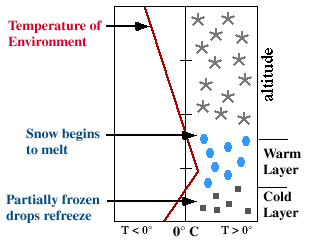 Temperature of
Environment
altitude
Snow begins
to melt
Warm
Layer
Partially frozen
drops refreeze
Cold
Layer
T < 0°
0° C
T > 0°